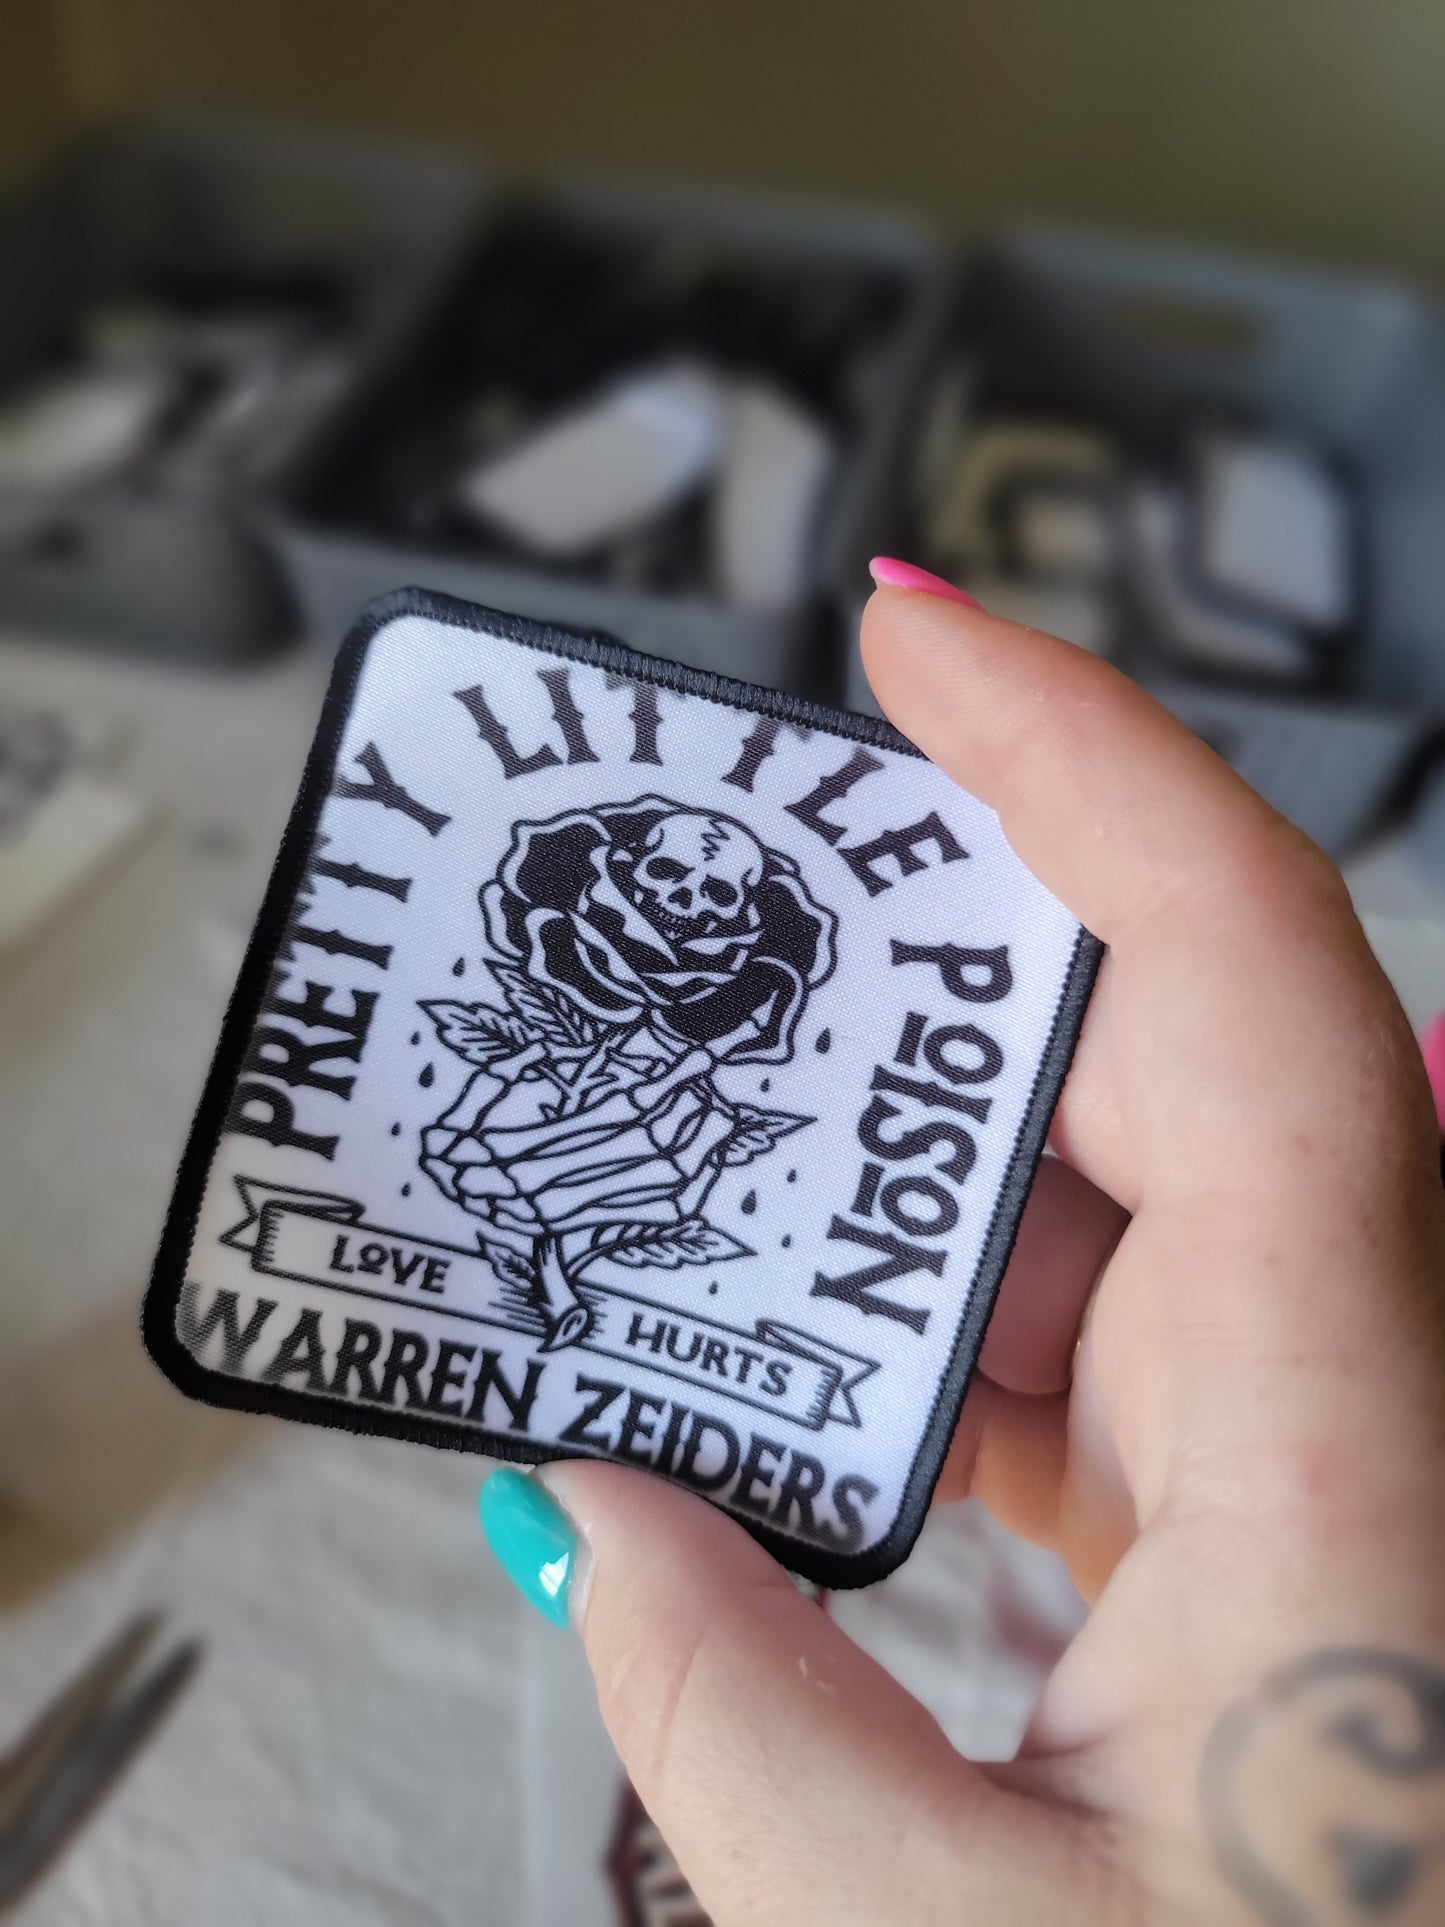 PRETTY LITTLE POISON
LOVE HURTS
WARREN ZEIDERS